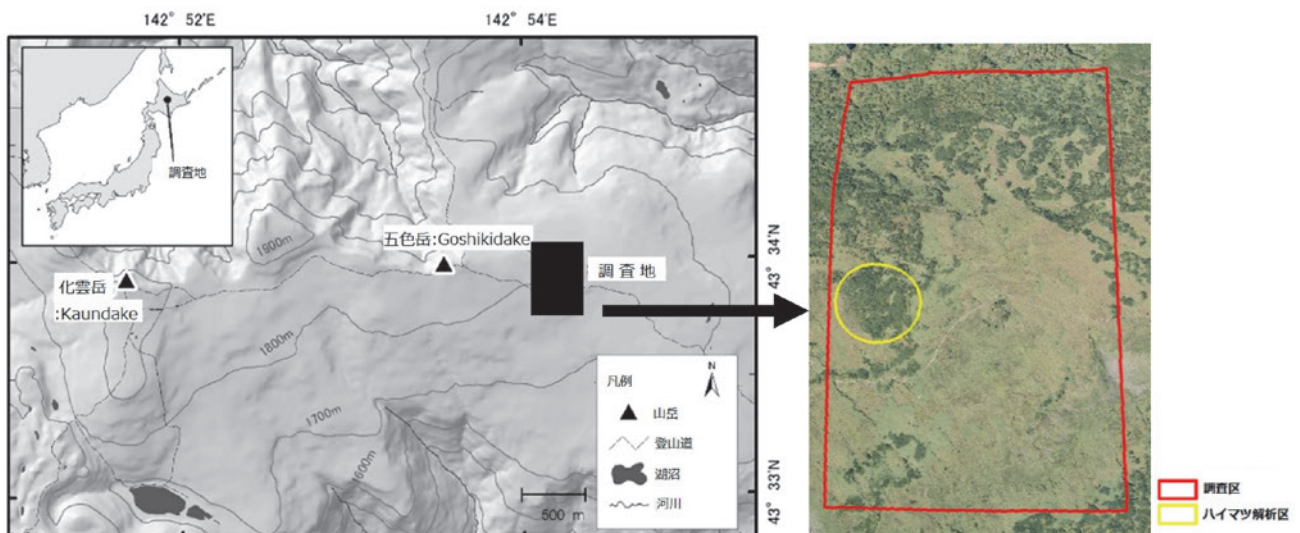 142° 52′E
142° 54′E
調査地
1900m
五色岳:Goshikidake
化雲岳
:Kaundake
調査地
43° 34′N
1800m
1700m
1600m
凡例
N
山岳
登山道
湖沼
河川
500 m
43° 33′N
調査区
ハイマツ解析区